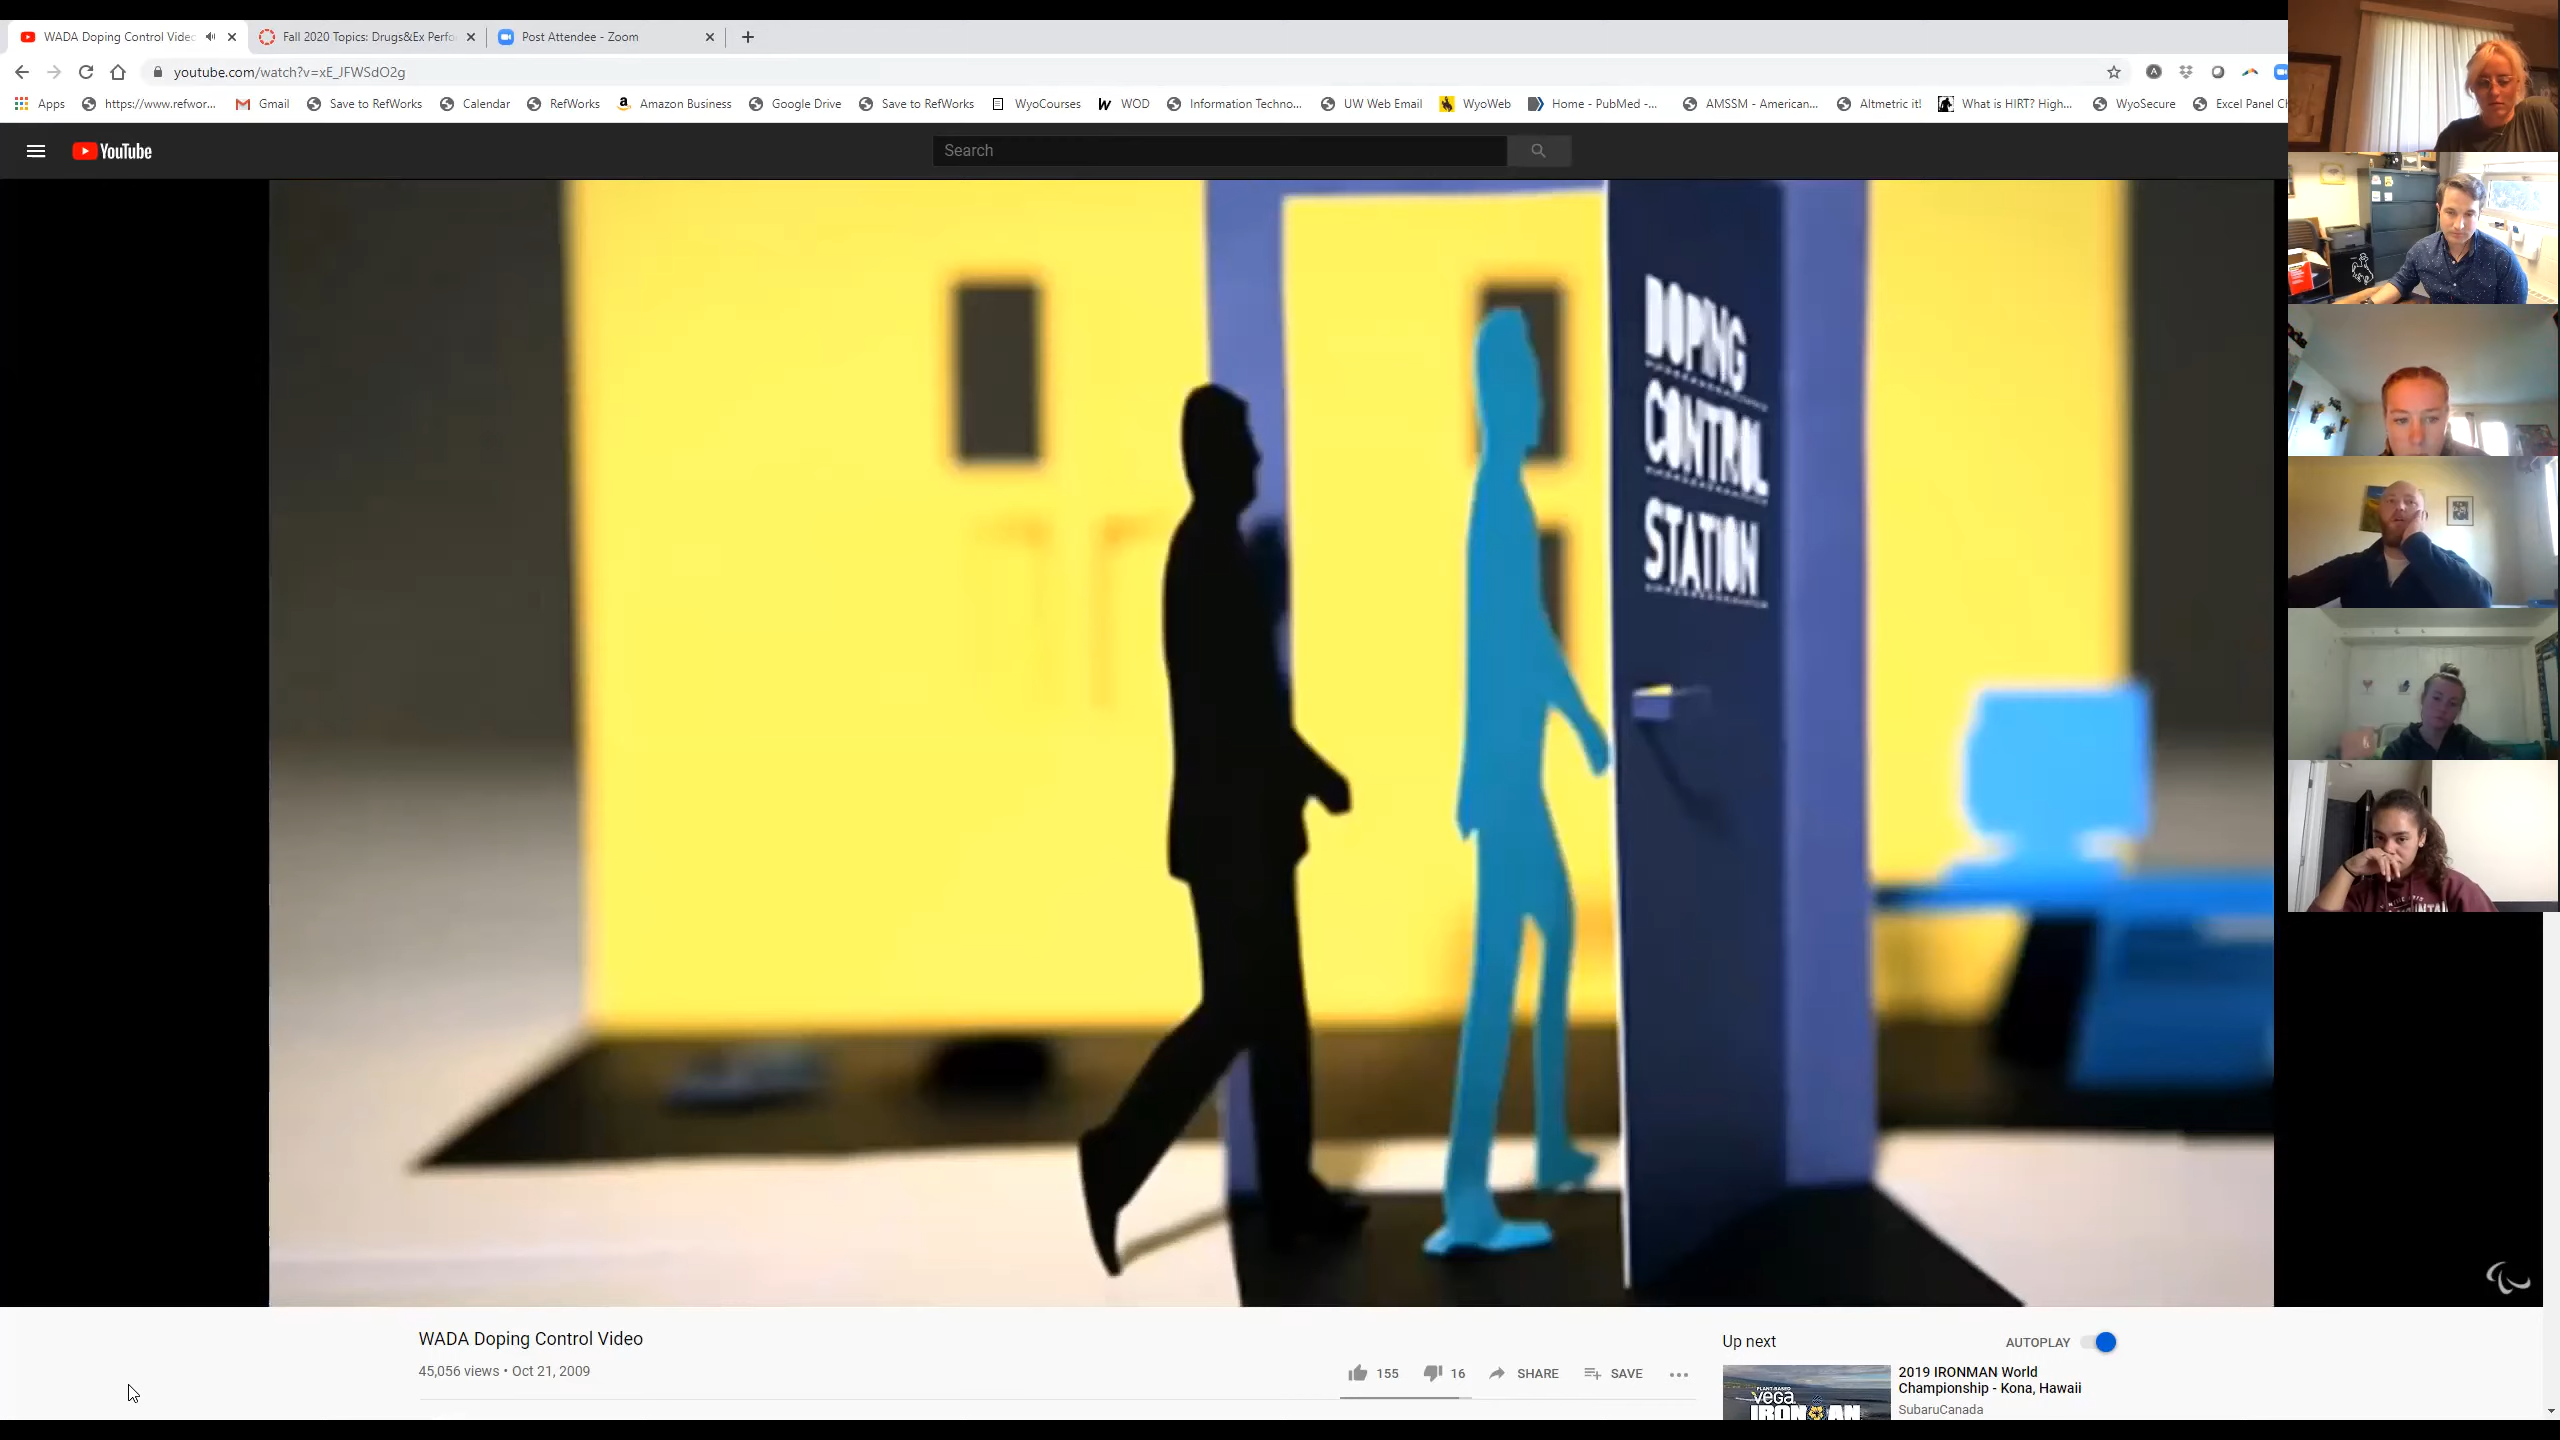 WADA Doping Control Video
Fall 2020 Topics: Drugs&Ex Perfo
Post Attendee - Zoom
youtube.com/watch?v=xE_JFWSdO2g
Apps
https://www.refwor...
Gmail
Save to RefWorks
Calendar
RefWorks
Amazon Business
Google Drive
Save to RefWorks
WyoCourses
WOD
Information Techno...
UW Web Email
WyoWeb
Home - PubMed -...
AMSSM - American...
Altmetric it!
What is HIRT? High...
WyoSecure
Excel Panel Ch
YouTube
Search
DOPING
CONTROL
STATION
WADA Doping Control Video
45,056 views • Oct 21, 2009
155
16
SHARE
SAVE
Up next
AUTOPLAY
2019 IRONMAN World
Championship - Kona, Hawaii
SubaruCanada
vega
IRONMAN